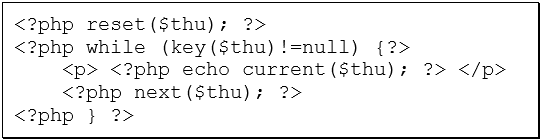 <?php reset($thu); ?>
<?php while (key($thu)!=null) {?>
<p> <?php echo current($thu); ?> </p>
<?php next($thu); ?>
<?php } ?>